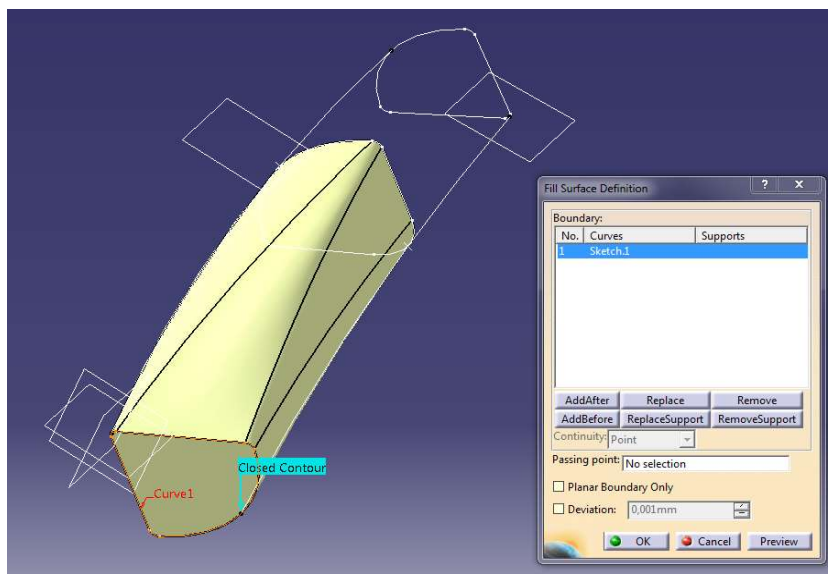 Fill Surface Definition
? X
Boundary:
No. Curves Supports
1 Sketch.1
AddAfter Replace Remove
AddBefore ReplaceSupport RemoveSupport
Continuity: Point
Passing point: No selection
Planar Boundary Only
Deviation: 0,001mm
OK Cancel Preview
Closed Contour
Curve1